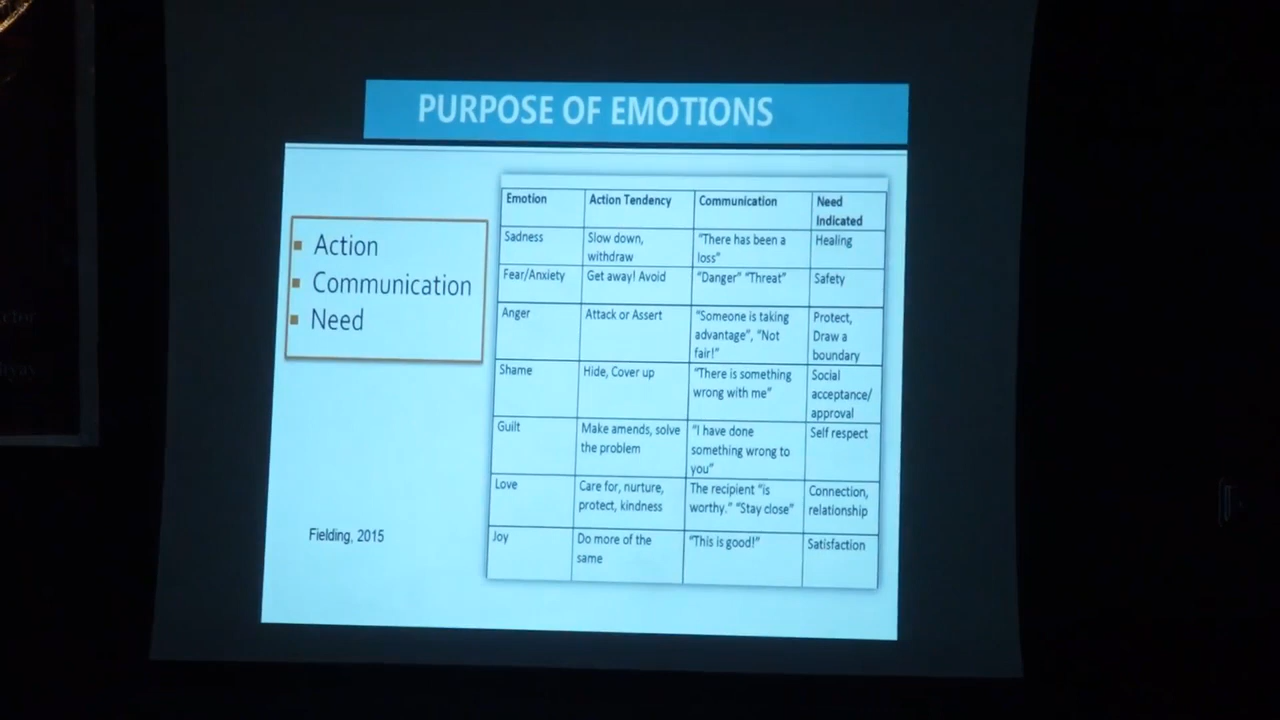 PURPOSE OF EMOTIONS
Action
Communication
Need
Fielding, 2015
Emotion Action Tendency Communication Need
Indicated
Sadness Slow down, "There has been a Healing
withdraw loss"
Fear/Anxiety Get away! Avoid "Danger" "Threat" Safety
Anger Attack or Assert "Someone is taking Protect,
advantage", "Not Draw a
fair!" boundary
Shame Hide, Cover up "There is something Social
wrong with me" acceptance/
approval
Guilt Make amends, solve "I have done Self respect
the problem something wrong to
you"
Love Care for, nurture, The recipient "is Connection,
protect, kindness worthy." "Stay close" relationship
Joy Do more of the "This is good!" Satisfaction
same